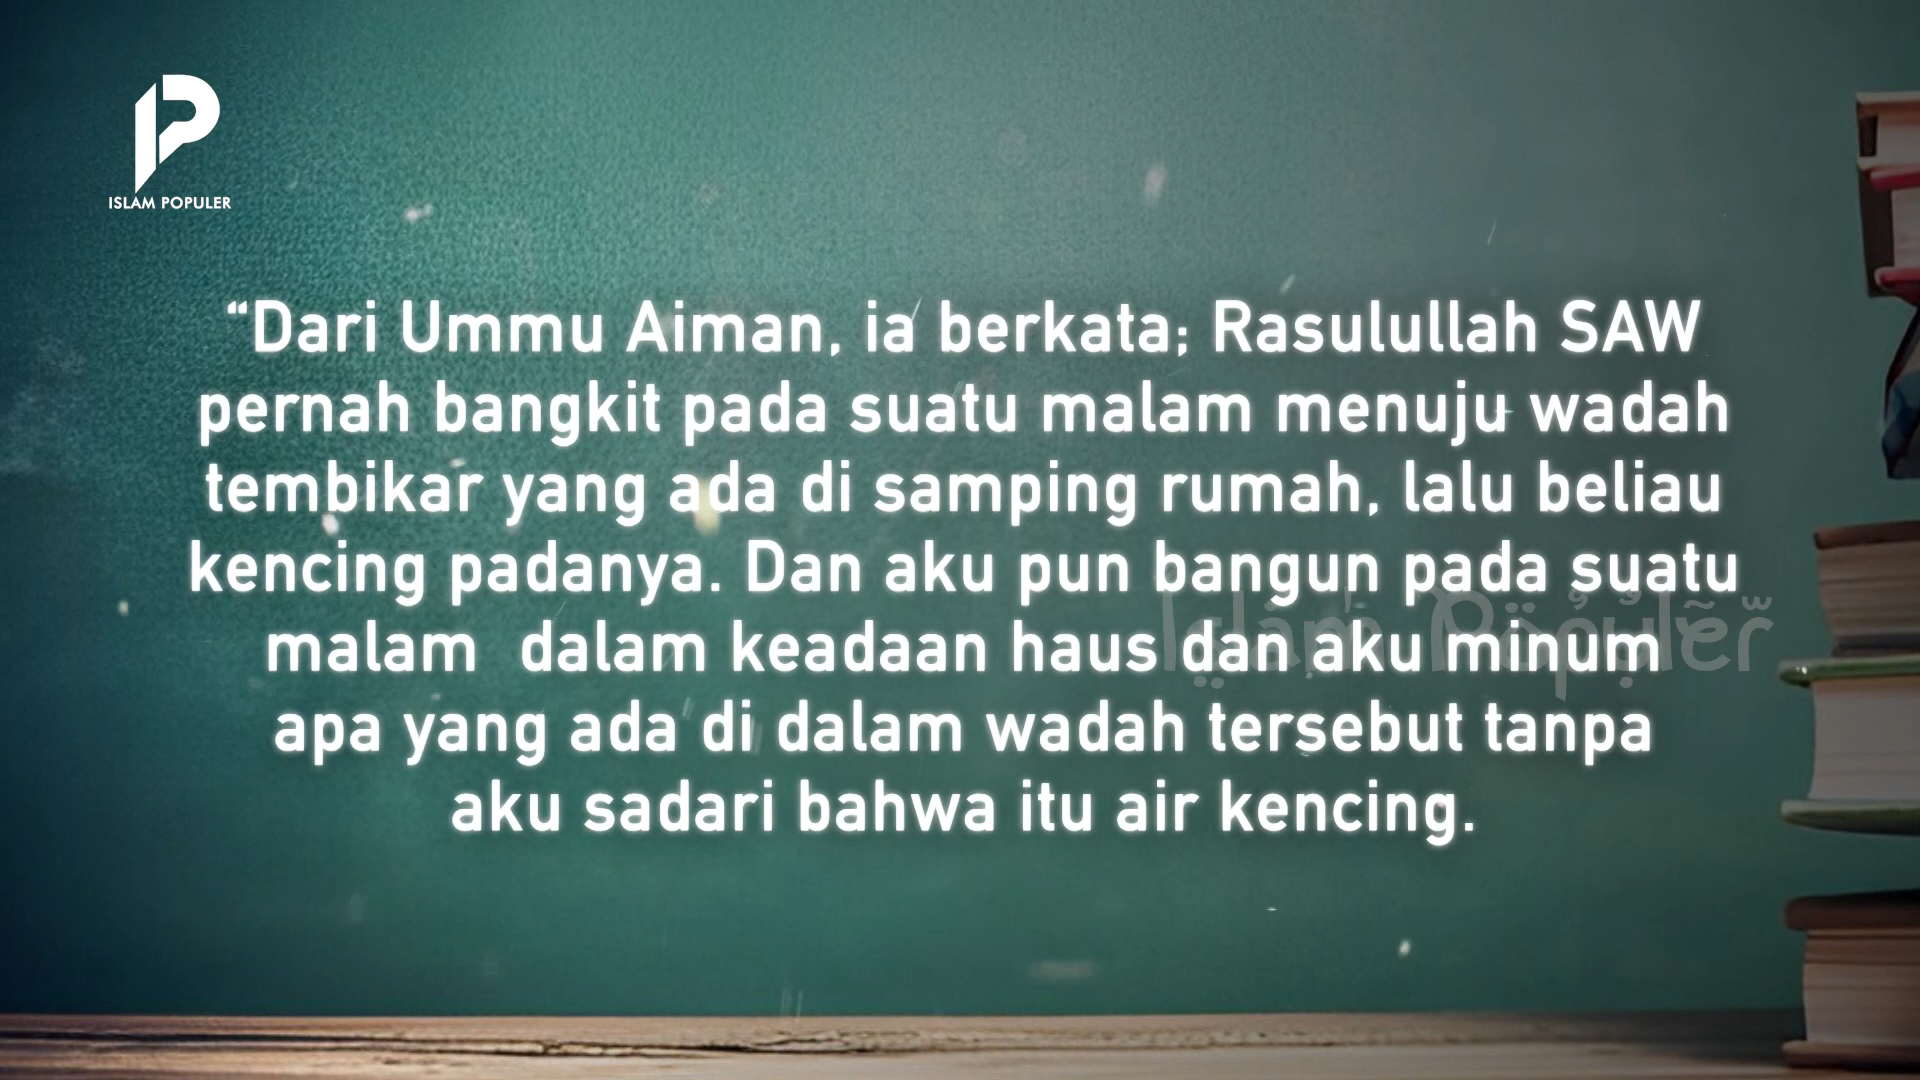 ISLAM POPULER
“Dari Ummu Aiman, ia berkata; Rasulullah SAW
pernah bangkit pada suatu malam menuju wadah
tembikar yang ada di samping rumah, lalu beliau
kencing padanya. Dan aku pun bangun pada suatu
malam dalam keadaan haus dan aku minum
apa yang ada di dalam wadah tersebut tanpa
aku sadari bahwa itu air kencing.
Islam Populer